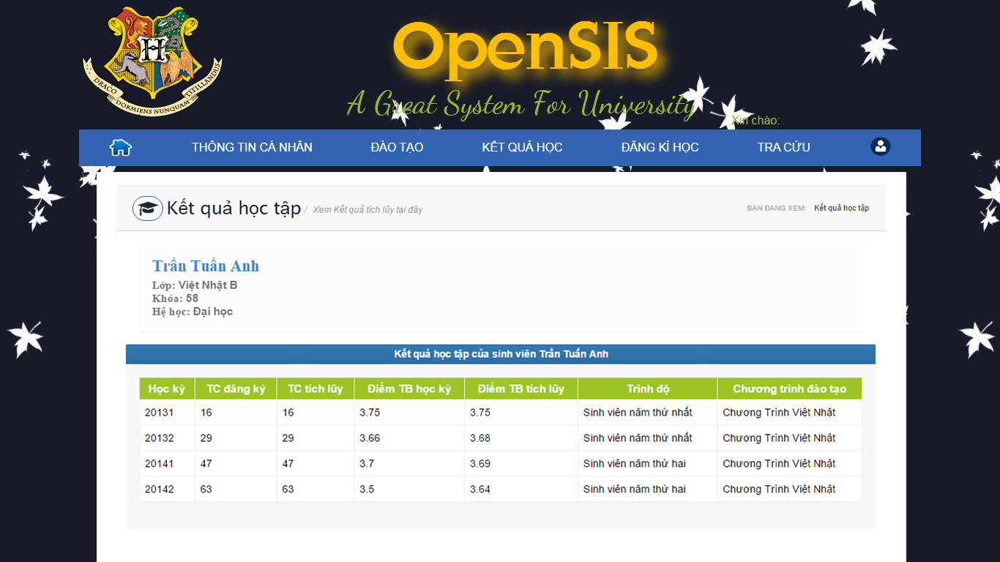 OpenSIS
A Great System For University
DRACO DORMIENS NUNQUAM TITILLANDUS
H
Xin chào:
THÔNG TIN CÁ NHÂN ĐÀO TẠO KẾT QUẢ HỌC ĐĂNG KÍ HỌC TRA CỨU
Kết quả học tập / Xem Kết quả tích lũy tại đây BẠN ĐANG XEM: Kết quả học tập
Trần Tuấn Anh
Lớp: Việt Nhật B
Khóa: 58
Hệ học: Đại học
Kết quả học tập của sinh viên Trần Tuấn Anh
Học kỳ TC đăng ký TC tích lũy Điểm TB học kỳ Điểm TB tích lũy Trình độ Chương trình đào tạo
20131 16 16 3.75 3.75 Sinh viên năm thứ nhất Chương Trình Việt Nhật
20132 29 29 3.66 3.68 Sinh viên năm thứ nhất Chương Trình Việt Nhật
20141 47 47 3.7 3.69 Sinh viên năm thứ hai Chương Trình Việt Nhật
20142 63 63 3.5 3.64 Sinh viên năm thứ hai Chương Trình Việt Nhật